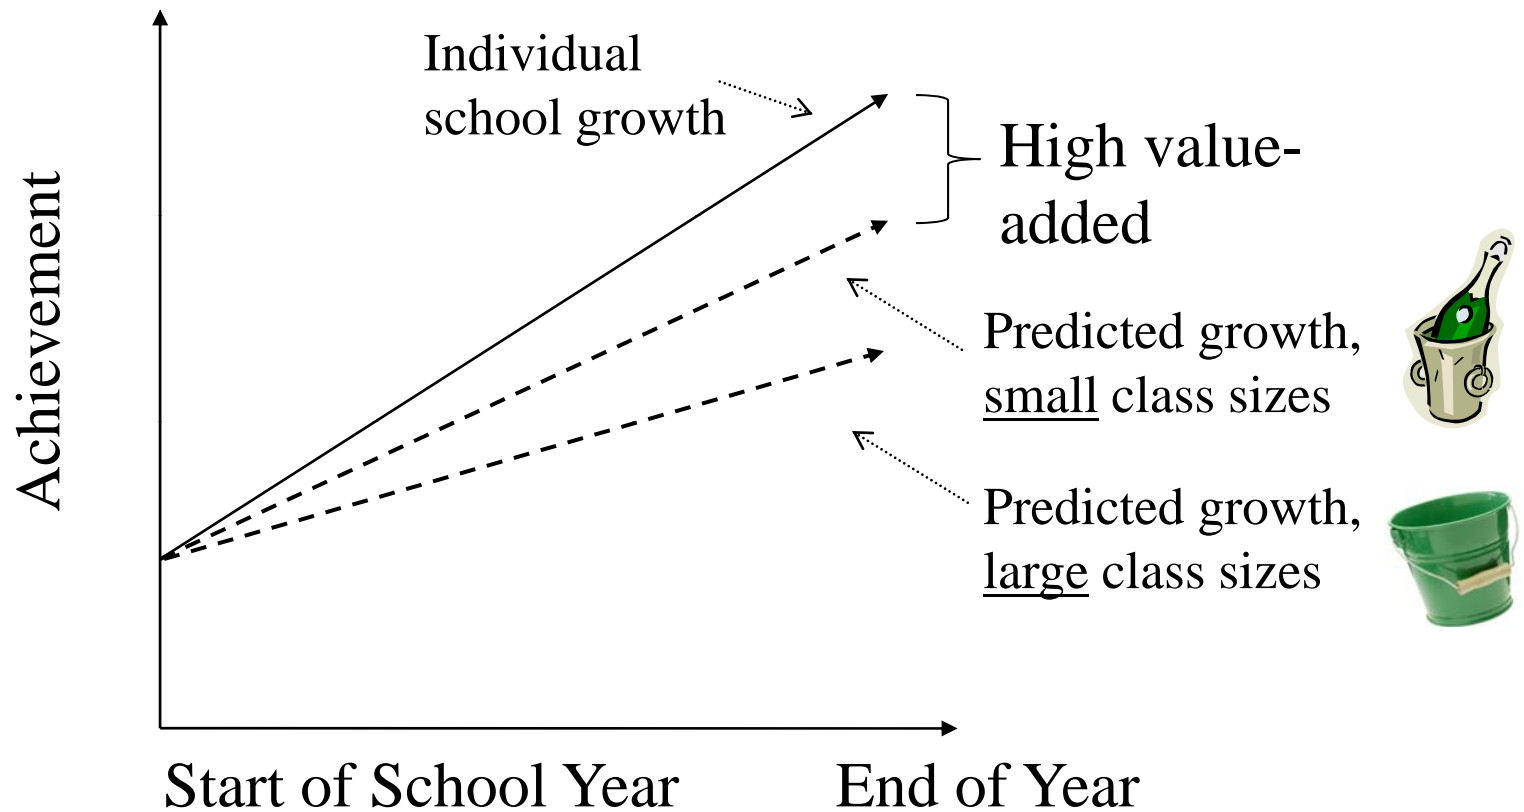 Individual
school growth
High value-
added
Achievement
Predicted growth,
small class sizes
Predicted growth,
large class sizes
Start of School Year
End of Year